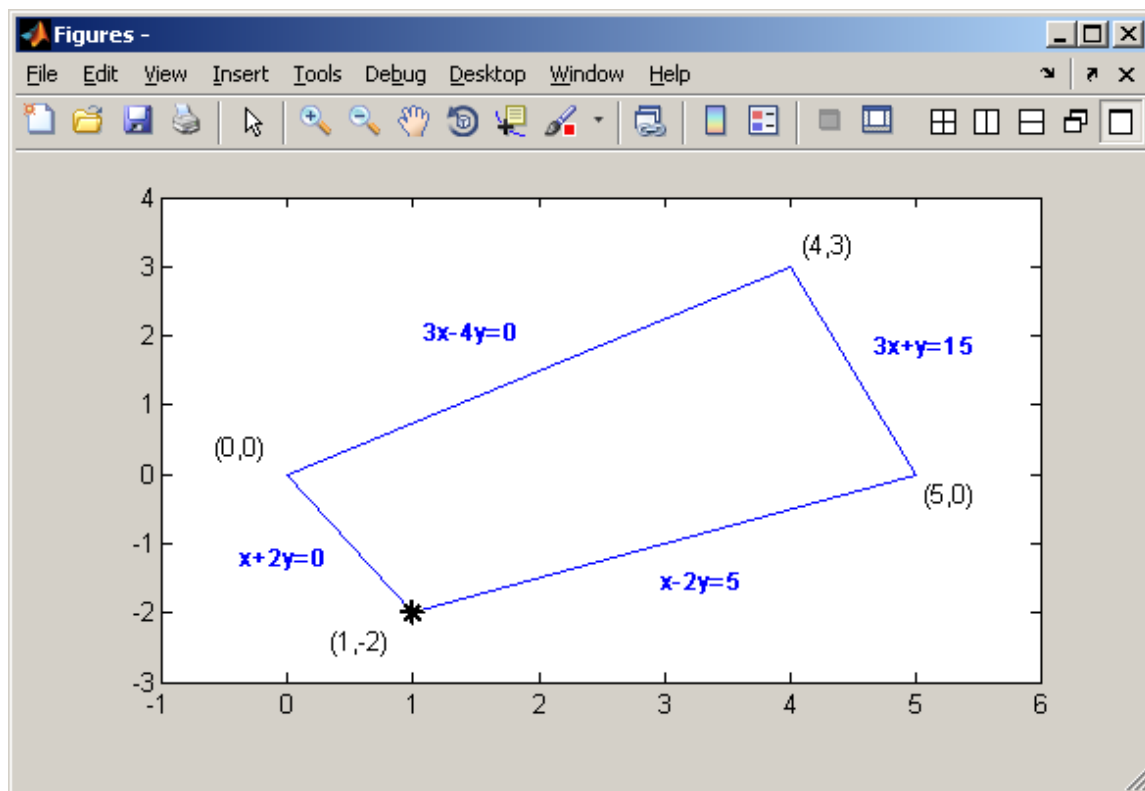 Figures -
File Edit View Insert Tools Debug Desktop Window Help
4
(4,3)
3
3x-4y=0
3x+y=15
2
1
(0,0)
0
(5,0)
-1
x+2y=0
x-2y=5
-2
(1,-2)
-3
-1 0 1 2 3 4 5 6